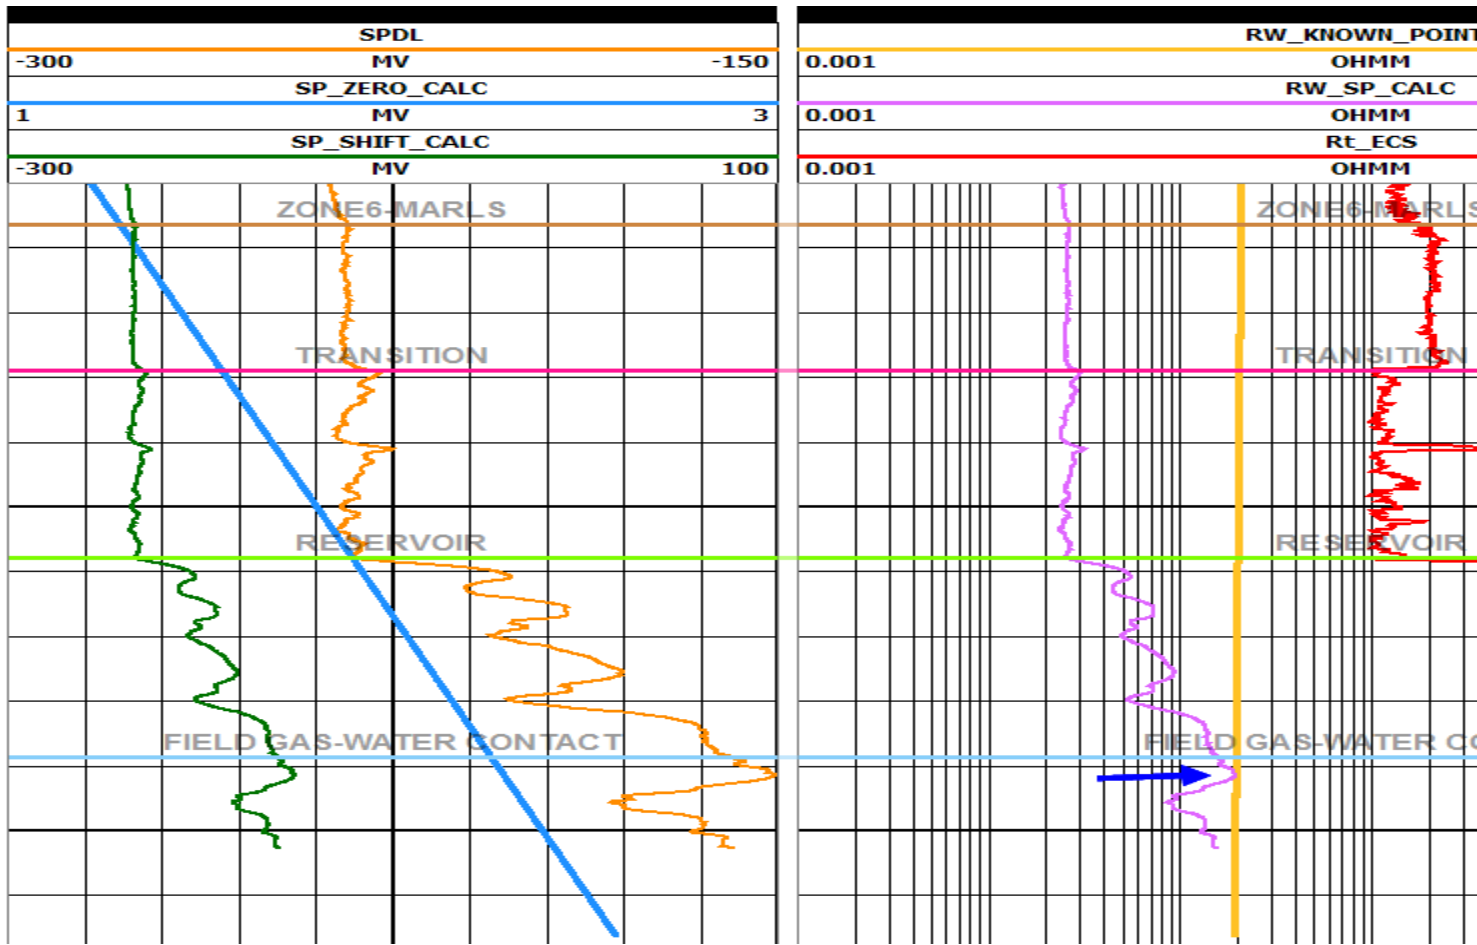 SPDL
-300 MV -150
SP_ZERO_CALC
1 MV 3
SP_SHIFT_CALC
-300 MV 100
RW_KNOWN_POINT
0.001 OHMM
RW_SP_CALC
0.001 OHMM
Rt_ECS
0.001 OHMM
ZONE6-MARLS
TRANSITION
RESERVOIR
FIELD GAS-WATER CONTACT
ZONE6-MARLS
TRANSITION
RESERVOIR
FIELD GAS-WATER CO